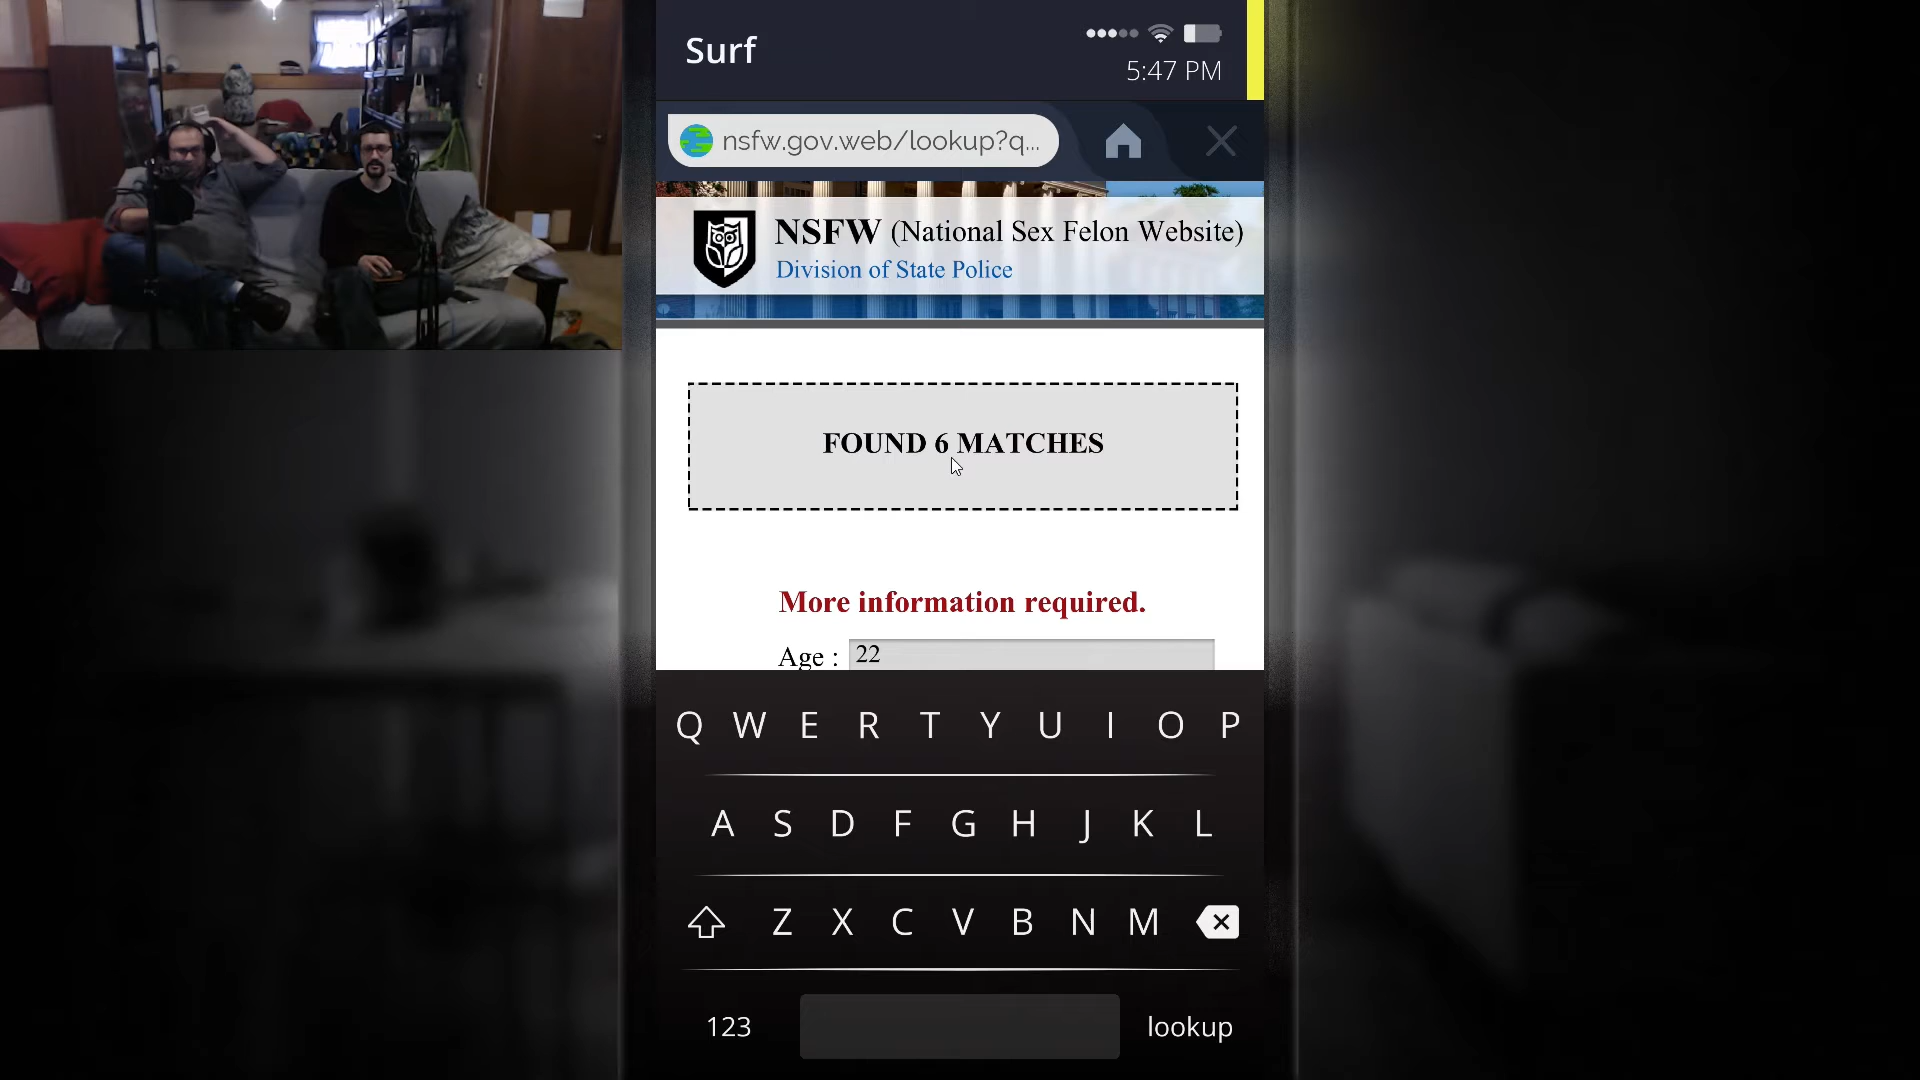 Surf
5:47 PM
nsfw.gov.web/lookup?q...
NSFW (National Sex Felon Website)
Division of State Police
FOUND 6 MATCHES
More information required.
Age : 22
Q W E R T Y U I O P
A S D F G H J K L
Z X C V B N M
123
lookup